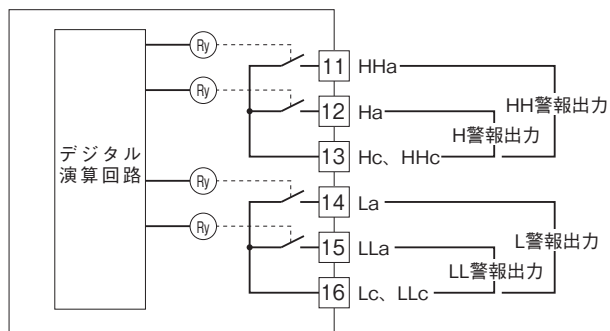 デジタル
演算回路
Ry
Ry
Ry
Ry
11 HHa
12 Ha
13 Hc、HHc
HH警報出力
H警報出力
14 La
15 LLa
16 Lc、LLc
L警報出力
LL警報出力